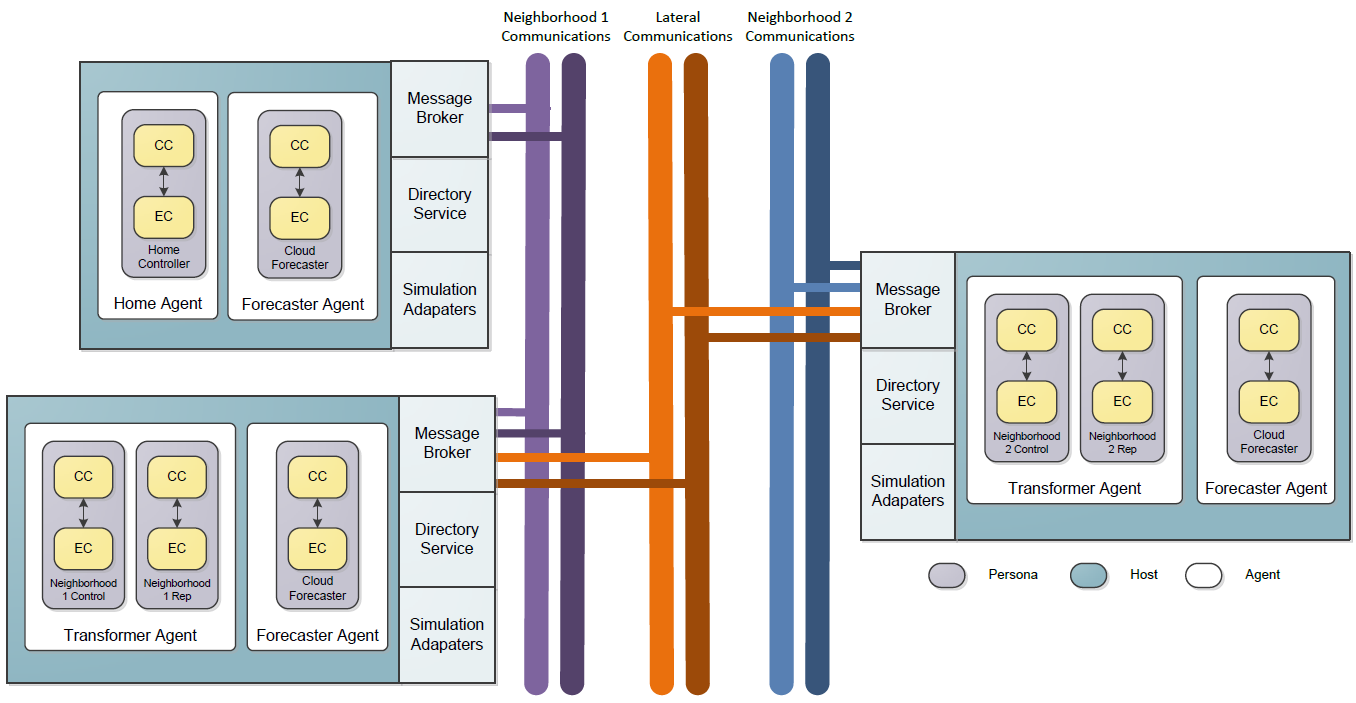 Neighborhood 1
Communications
Lateral
Communications
Neighborhood 2
Communications
CC
EC
Home
Controller
Home Agent
CC
EC
Cloud
Forecaster
Forecaster Agent
Message
Broker
Directory
Service
Simulation
Adapaters
CC
EC
Neighborhood
1 Control
CC
EC
Neighborhood
1 Rep
Transformer Agent
CC
EC
Cloud
Forecaster
Forecaster Agent
Message
Broker
Directory
Service
Simulation
Adapaters
Message
Broker
Directory
Service
Simulation
Adapaters
CC
EC
Neighborhood
2 Control
CC
EC
Neighborhood
2 Rep
Transformer Agent
CC
EC
Cloud
Forecaster
Forecaster Agent
Persona
Host
Agent